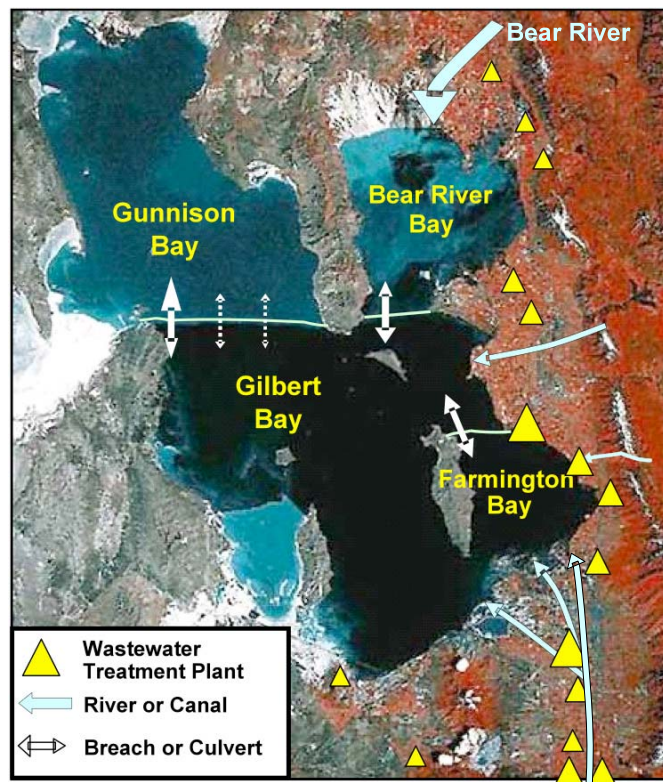 Bear River
Gunnison
Bay
Bear River
Bay
Gilbert
Bay
Farmington
Bay
Wastewater
Treatment Plant
River or Canal
Breach or Culvert